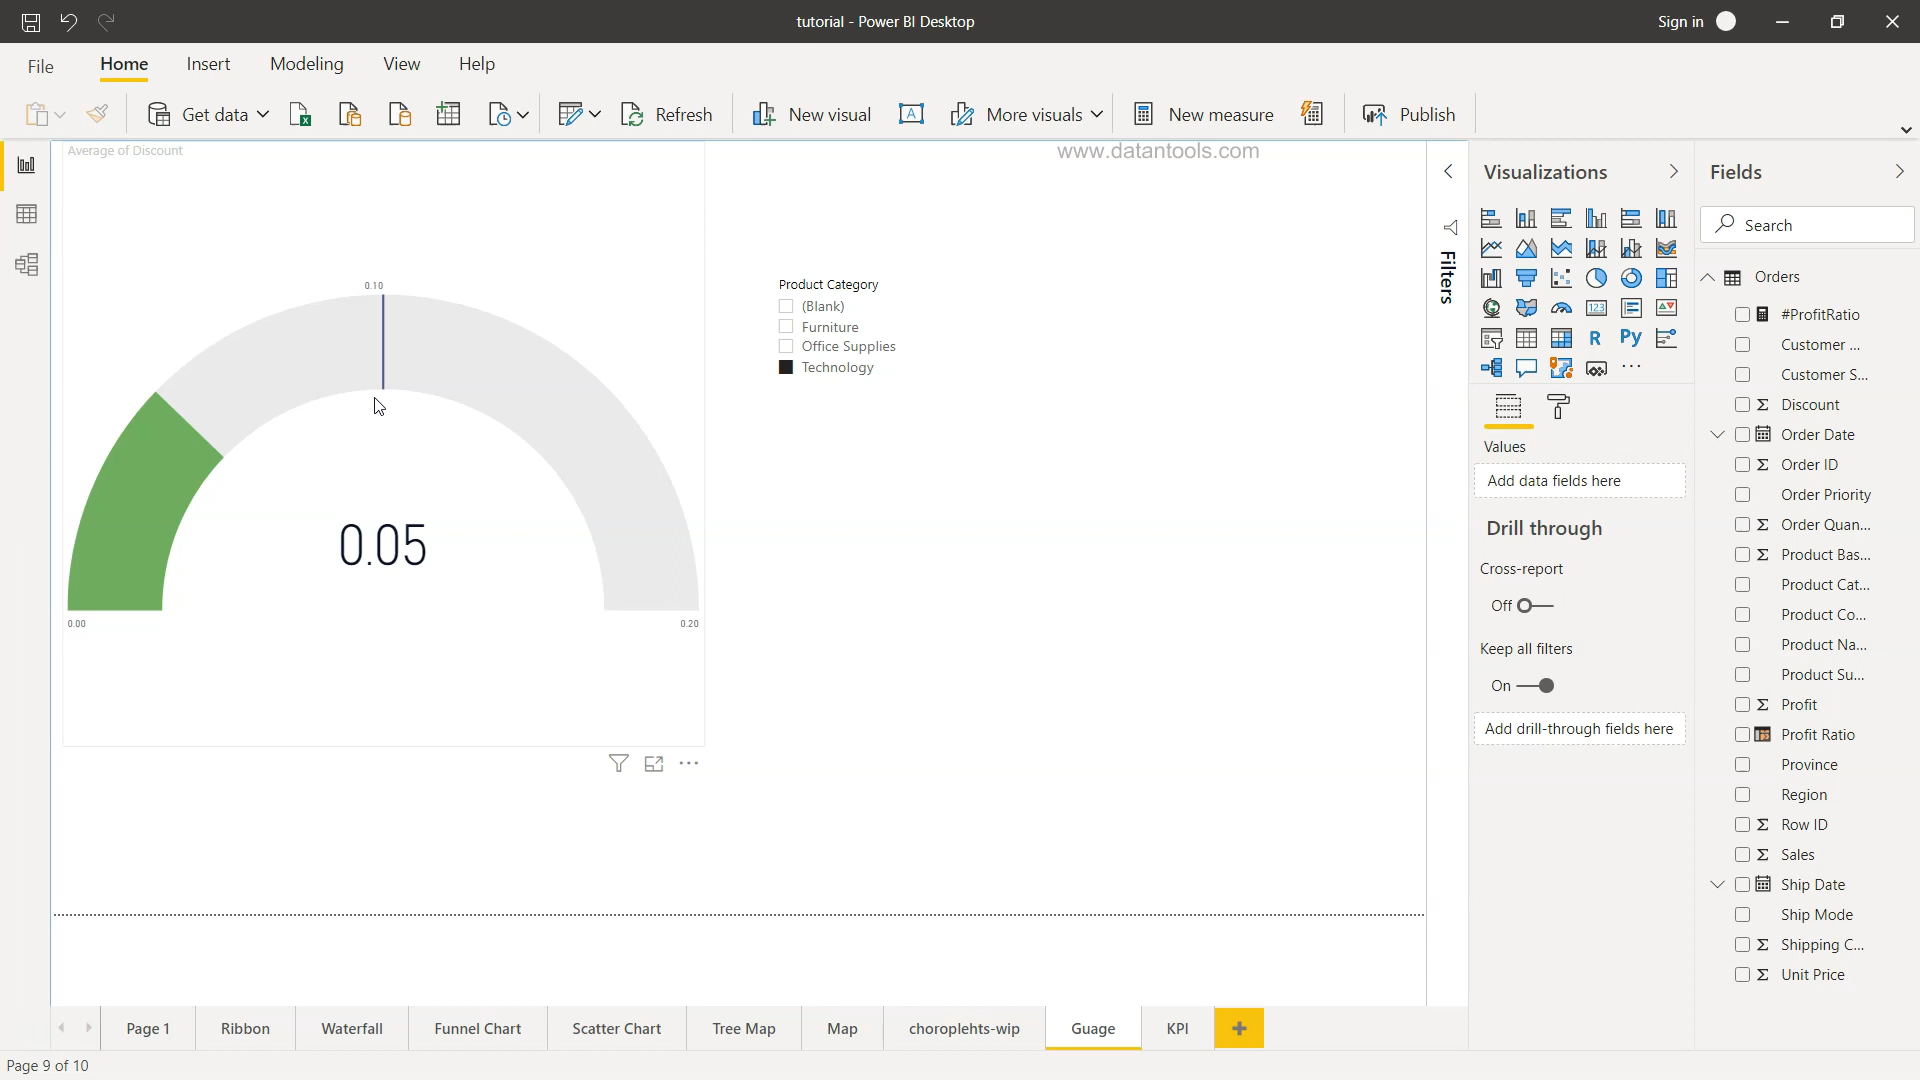 tutorial - Power BI Desktop
Sign in
File Home Insert Modeling View Help
Get data Refresh New visual More visuals New measure Publish
Average of Discount
www.datantools.com
0.10
0.05
0.00
0.20
Product Category
(Blank)
Furniture
Office Supplies
Technology
Filters
Visualizations
123
R Py
Values
Add data fields here
Drill through
Cross-report
Off
Keep all filters
On
Add drill-through fields here
Fields
Search
Orders
#ProfitRatio
Customer ...
Customer S...
Σ Discount
Order Date
Σ Order ID
Order Priority
Σ Order Quan...
Σ Product Bas...
Product Cat...
Product Co...
Product Na...
Product Su...
Σ Profit
Profit Ratio
Province
Region
Σ Row ID
Σ Sales
Ship Date
Ship Mode
Σ Shipping C...
Σ Unit Price
Page 1 Ribbon Waterfall Funnel Chart Scatter Chart Tree Map Map choroplehts-wip Guage KPI +
Page 9 of 10